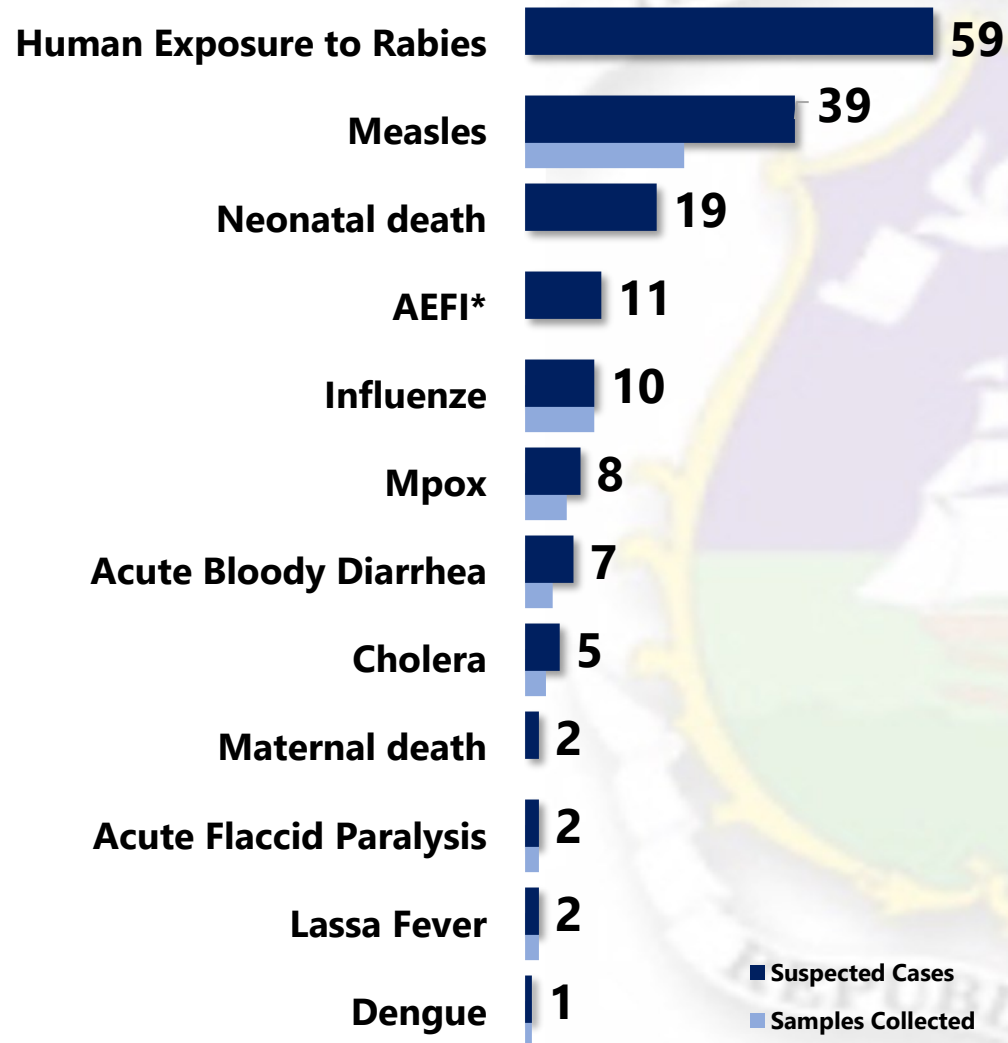 Human Exposure to Rabies 59
Measles 39
Neonatal death 19
AEFI* 11
Influenze 10
Mpox 8
Acute Bloody Diarrhea 7
Cholera 5
Maternal death 2
Acute Flaccid Paralysis 2
Lassa Fever 2
Dengue 1
Suspected Cases
Samples Collected